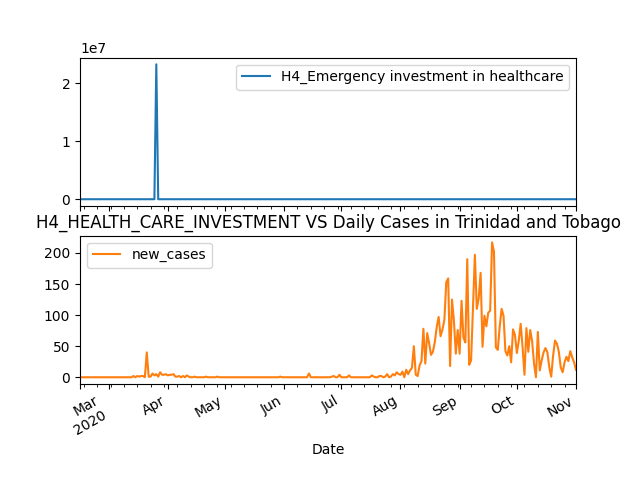 1e7
H4_Emergency investment in healthcare
2
1
0
H4_HEALTH_CARE_INVESTMENT VS Daily Cases in Trinidad and Tobago
new_cases
200
150
100
50
0
Mar
2020
Apr
May
Jun
Jul
Aug
Sep
Oct
Nov
Date